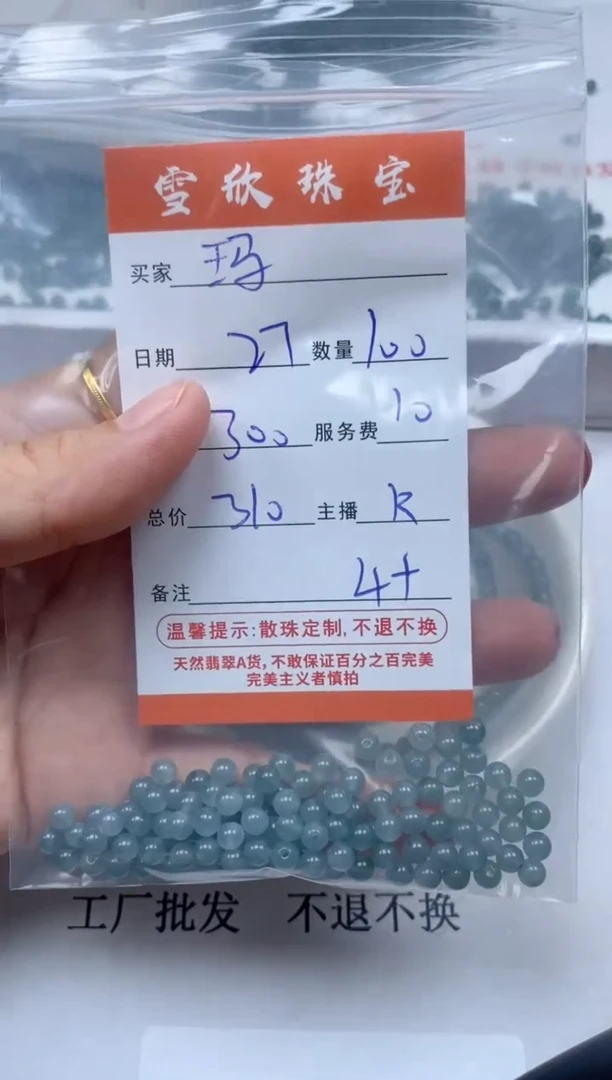 雪欣珠宝
买家 玛
日期 27 数量 100
300 服务费 10
总价 310 主播 K
备注 4+
温馨提示:散珠定制,不退不换
天然翡翠A货,不敢保证百分之百完美
完美主义者慎拍
工厂批发 不退不换